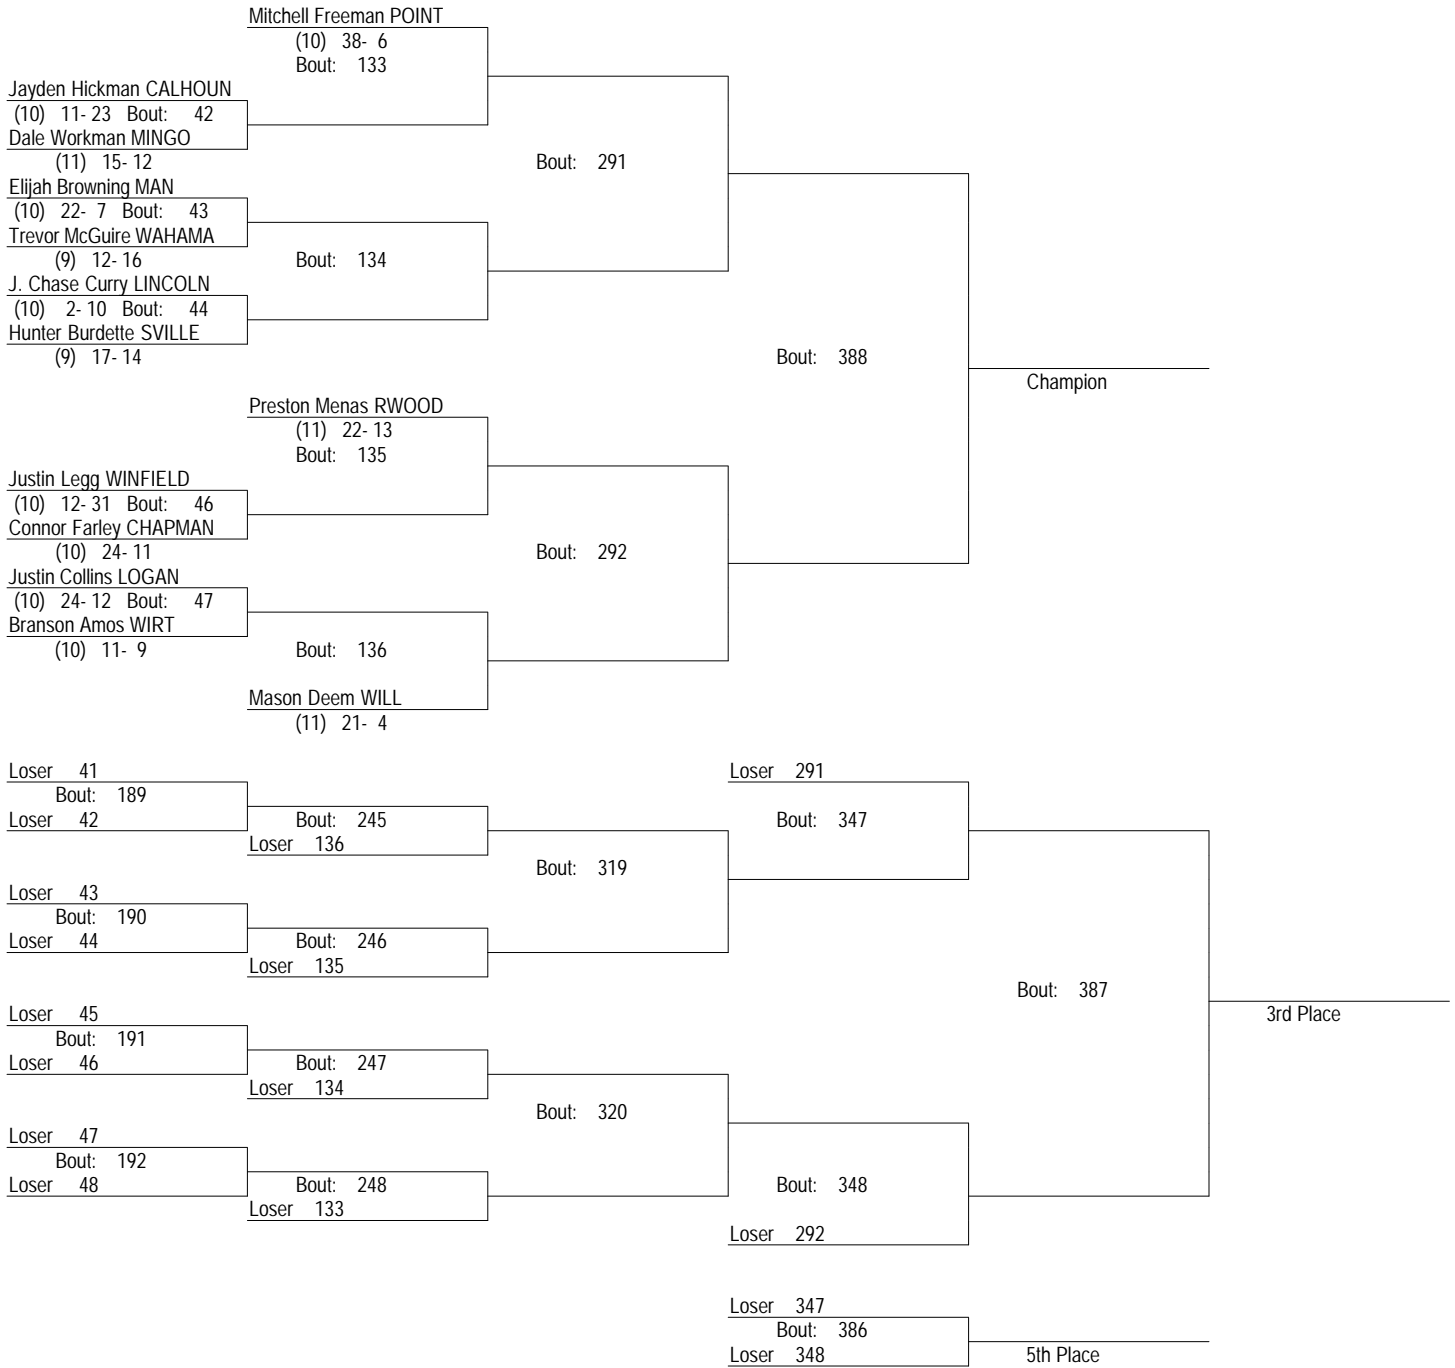 Mitchell Freeman POINT
(10) 38- 6
Bout: 133
Jayden Hickman CALHOUN
(10) 11- 23 Bout: 42
Dale Workman MINGO
(11) 15- 12
Bout: 291
Elijah Browning MAN
(10) 22- 7 Bout: 43
Trevor McGuire WAHAMA
(9) 12- 16
Bout: 134
J. Chase Curry LINCOLN
(10) 2- 10 Bout: 44
Hunter Burdette SVILLE
(9) 17- 14
Bout: 388
Champion
Preston Menas RWOOD
(11) 22- 13
Bout: 135
Justin Legg WINFIELD
(10) 12- 31 Bout: 46
Connor Farley CHAPMAN
(10) 24- 11
Bout: 292
Justin Collins LOGAN
(10) 24- 12 Bout: 47
Branson Amos WIRT
(10) 11- 9
Bout: 136
Mason Deem WILL
(11) 21- 4
Loser 41
Bout: 189
Loser 42
Bout: 245
Loser 136
Loser 291
Bout: 347
Bout: 319
Loser 43
Bout: 190
Loser 44
Bout: 246
Loser 135
Bout: 387
3rd Place
Loser 45
Bout: 191
Loser 46
Bout: 247
Loser 134
Bout: 320
Loser 47
Bout: 192
Loser 48
Bout: 248
Loser 133
Bout: 348
Loser 292
Loser 347
Bout: 386
Loser 348
5th Place